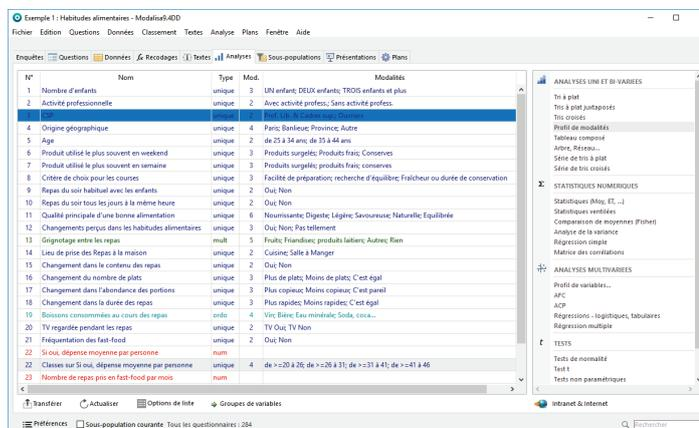 Exemple 1 : Habitudes alimentaires - Modalisa9.4DD
Fichier Edition Questions Données Classement Textes Analyse Plans Fenêtre Aide
Enquêtes Questions Données fx Recodages Textes Analyses Sous-populations Présentations Plans
N° Nom Type Mod. Modalités
1 Nombre d'enfants unique 3 UN enfant; DEUX enfants; TROIS enfants et plus
2 Activité professionnelle unique 2 Avec activité profess.; Sans activité profess.
3 CSP unique 2 Prof. Lib. & Cadres sup.; Ouvriers
4 Origine géographique unique 4 Paris; Banlieue; Province; Autre
5 Age unique 2 de 25 à 34 ans; de 35 à 44 ans
6 Produit utilisé le plus souvent en weekend unique 3 Produits surgelés; Produits frais; Conserves
7 Produit utilisé le plus souvent en semaine unique 3 Produits surgelés; produits frais; conserves
8 Critère de choix pour les courses unique 3 Facilité de préparation; recherche d'équilibre; Fraîcheur ou durée de conservation
9 Repas du soir habituel avec les enfants unique 2 Oui; Non
10 Repas du soir tous les jours à la même heure unique 2 Oui; Non
11 Qualité principale d'une bonne alimentation unique 6 Nourrissante; Digeste; Légère; Savoureuse; Naturelle; Equilibrée
12 Changements perçus dans les habitudes alimentaires unique 3 Oui; Non; Pas tellement
13 Grignotage entre les repas mult 5 Fruits; Friandises; produits laitiers; Autres; Rien
14 Lieu de prise des Repas à la maison unique 2 Cuisine; Salle à Manger
15 Changement dans le contenu des repas unique 2 Oui; Non
16 Changement du nombre de plats unique 3 Plus de plats; Moins de plats; C'est égal
17 Changement dans l'abondance des portions unique 3 Plus copieux; Moins copieux; C'est pareil
18 Changement dans la durée des repas unique 3 Plus rapides; Moins rapides; C'est égal
19 Boissons consommées au cours des repas ordo 4 Vin; Bière; Eau minérale; Soda, coca...
20 TV regardée pendant les repas unique 2 TV Oui; TV Non
21 Fréquentation des fast-food unique 2 Oui; Non
22 Si oui, dépense moyenne par personne num
22 Classes sur Si oui, dépense moyenne par personne unique 4 de >=20 à 26; de >=26 à 31; de >=31 à 41; de >=41 à 46
23 Nombre de repas pris en fast-food par mois num
Transférer Actualiser Options de liste Groupes de variables
Préférences Sous-population courante Tous les questionnaires : 284
ANALYSES UNI ET BI-VARIEES
Tri à plat
Tris à plat juxtaposés
Tris croisés
Profil de modalités
Tableau composé
Arbre, Réseau...
Série de tris à plat
Série de tris croisés
Σ STATISTIQUES NUMERIQUES
Statistiques (Moy, ET, ...)
Statistiques ventilées
Comparaison de moyennes (Fisher)
Analyse de la variance
Régression simple
Matrice des corrélations
ANALYSES MULTIVARIEES
Profil de variables...
AFC
ACP
Régressions - logistiques, tabulaires
Régression multiple
t TESTS
Tests de normalité
Test t
Tests non paramétriques
Intranet & Internet
Rechercher